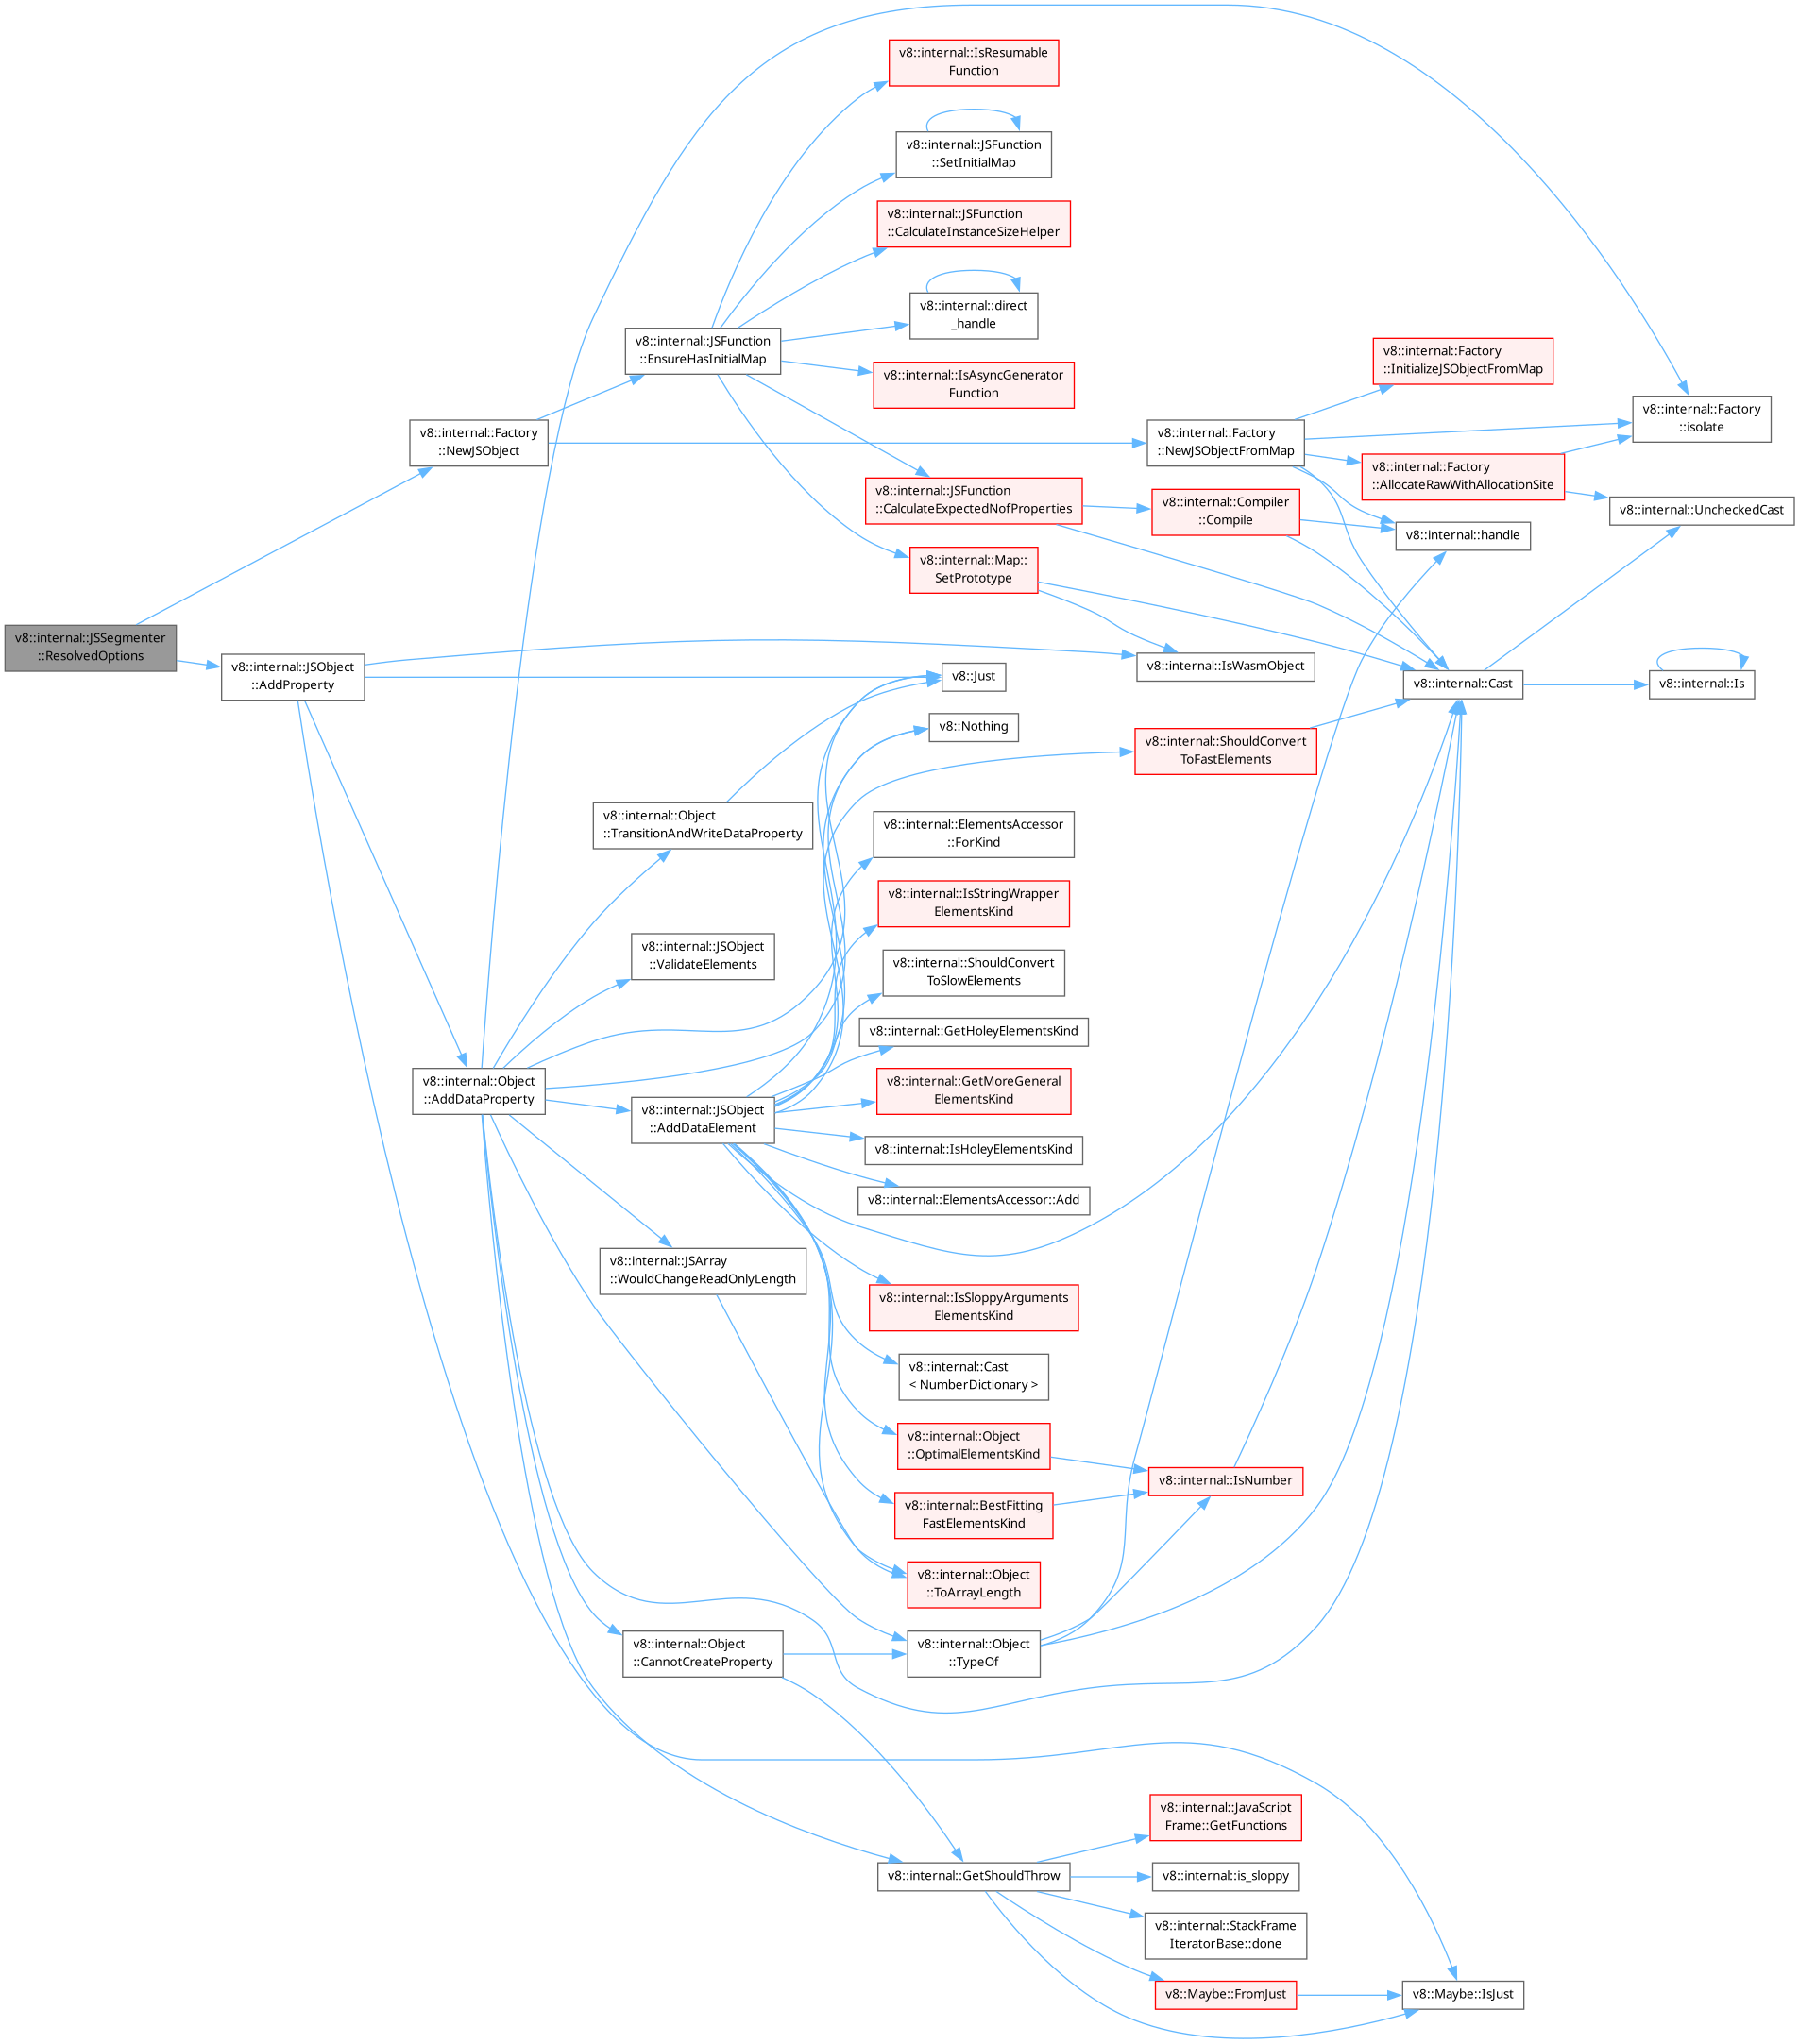 v8::internal::JSSegmenter
::ResolvedOptions
v8::internal::Factory
::NewJSObject
v8::internal::JSObject
::AddProperty
v8::internal::Object
::AddDataProperty
v8::internal::JSFunction
::EnsureHasInitialMap
v8::internal::Object
::TransitionAndWriteDataProperty
v8::internal::JSObject
::ValidateElements
v8::internal::JSObject
::AddDataElement
v8::internal::JSArray
::WouldChangeReadOnlyLength
v8::internal::Object
::CannotCreateProperty
v8::internal::IsResumable
Function
v8::internal::JSFunction
::SetInitialMap
v8::internal::JSFunction
::CalculateInstanceSizeHelper
v8::internal::direct
_handle
v8::internal::IsAsyncGenerator
Function
v8::internal::JSFunction
::CalculateExpectedNofProperties
v8::internal::Map::
SetPrototype
v8::Just
v8::Nothing
v8::internal::ElementsAccessor
::ForKind
v8::internal::IsStringWrapper
ElementsKind
v8::internal::ShouldConvert
ToSlowElements
v8::internal::GetHoleyElementsKind
v8::internal::GetMoreGeneral
ElementsKind
v8::internal::IsHoleyElementsKind
v8::internal::ElementsAccessor::Add
v8::internal::IsSloppyArguments
ElementsKind
v8::internal::Cast
< NumberDictionary >
v8::internal::Object
::OptimalElementsKind
v8::internal::BestFitting
FastElementsKind
v8::internal::Object
::ToArrayLength
v8::internal::Object
::TypeOf
v8::internal::GetShouldThrow
v8::internal::Factory
::NewJSObjectFromMap
v8::internal::Compiler
::Compile
v8::internal::IsWasmObject
v8::internal::ShouldConvert
ToFastElements
v8::internal::IsNumber
v8::internal::JavaScript
Frame::GetFunctions
v8::internal::is_sloppy
v8::internal::StackFrame
IteratorBase::done
v8::Maybe::FromJust
v8::internal::Factory
::InitializeJSObjectFromMap
v8::internal::Factory
::AllocateRawWithAllocationSite
v8::internal::handle
v8::internal::Cast
v8::Maybe::IsJust
v8::internal::Factory
::isolate
v8::internal::UncheckedCast
v8::internal::Is